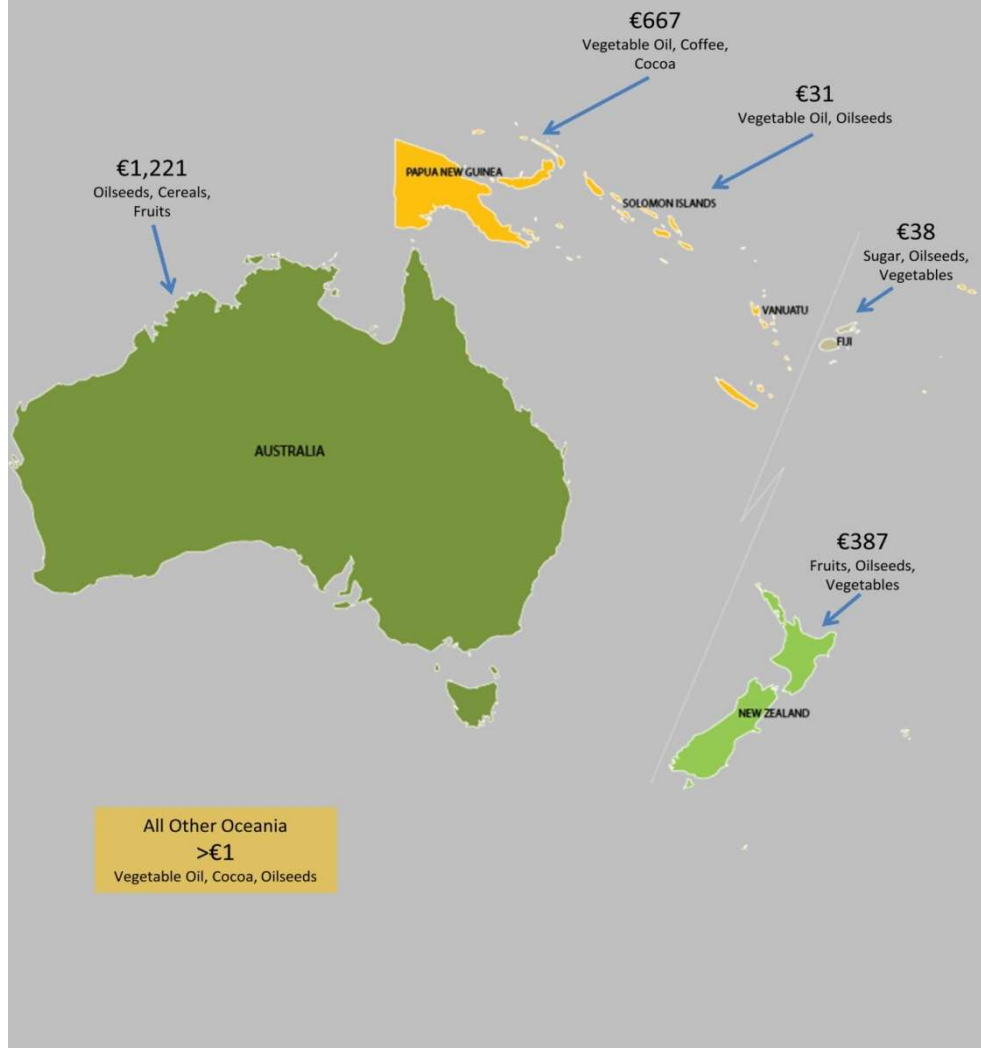 €667
Vegetable Oil, Coffee,
Cocoa
€31
Vegetable Oil, Oilseeds
€1,221
Oilseeds, Cereals,
Fruits
PAPUA NEW GUINEA
SOLOMON ISLANDS
€38
Sugar, Oilseeds,
Vegetables
VANUATU
FIJI
AUSTRALIA
€387
Fruits, Oilseeds,
Vegetables
NEW ZEALAND
All Other Oceania
>€1
Vegetable Oil, Cocoa, Oilseeds